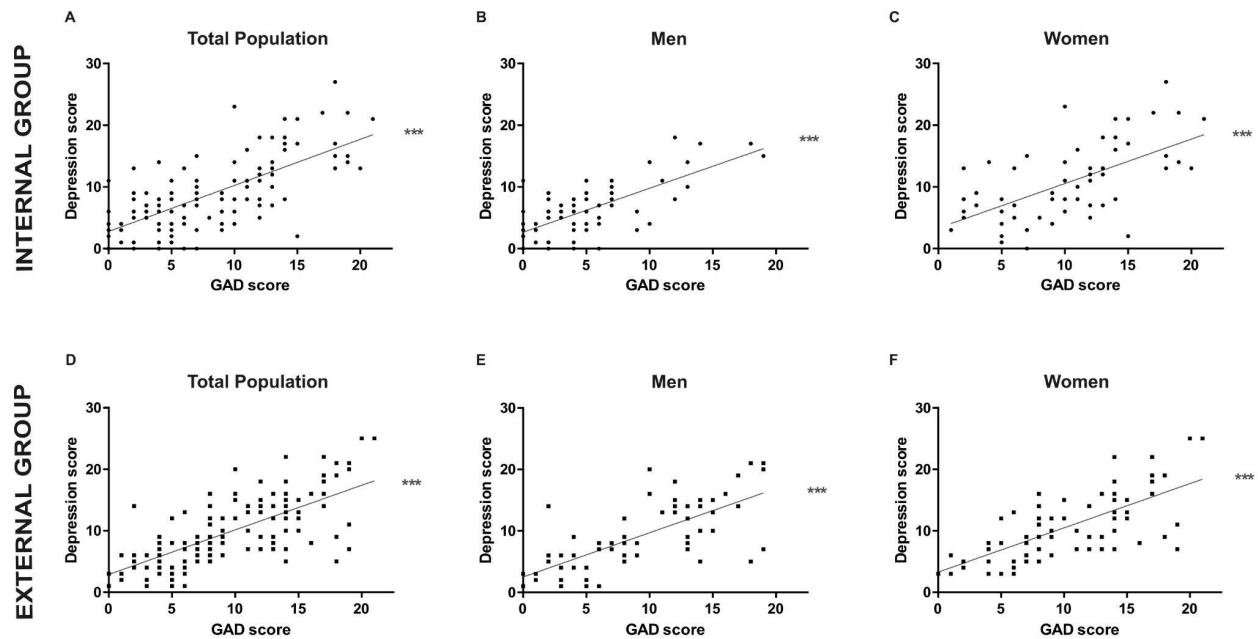 INTERNAL GROUP
A
Total Population
Depression score
30
20
10
0
0 5 10 15 20
GAD score
***
B
Men
Depression score
30
20
10
0
0 5 10 15 20
GAD score
***
C
Women
Depression score
30
20
10
0
0 5 10 15 20
GAD score
***
EXTERNAL GROUP
D
Total Population
Depression score
30
20
10
0
0 5 10 15 20
GAD score
***
E
Men
Depression score
30
20
10
0
0 5 10 15 20
GAD score
***
F
Women
Depression score
30
20
10
0
0 5 10 15 20
GAD score
***